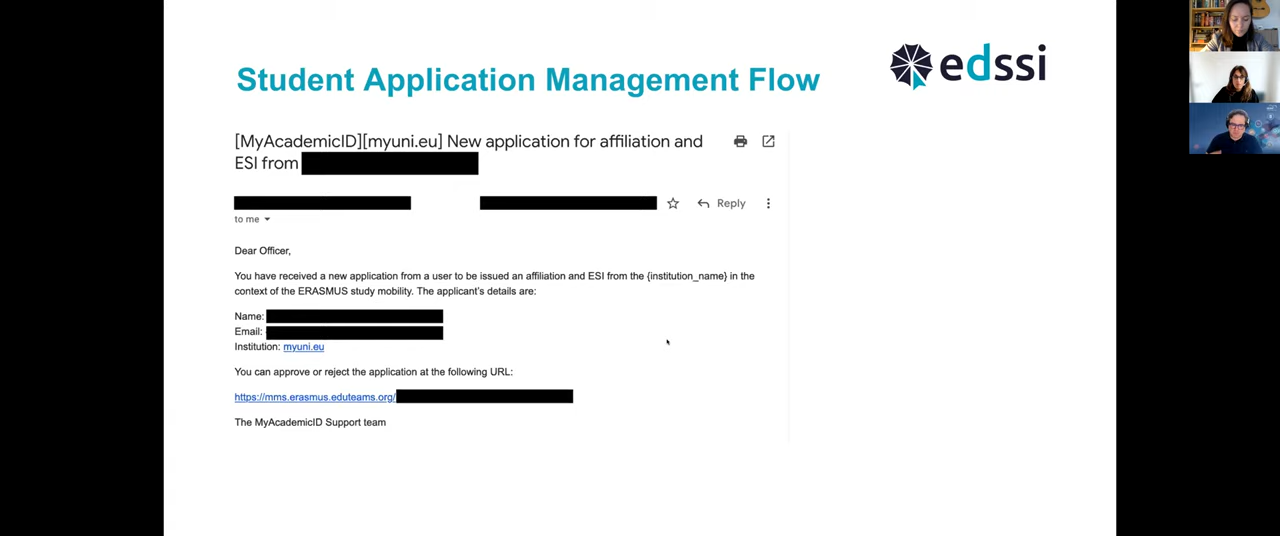 edssi
Student Application Management Flow
[MyAcademicID][myuni.eu] New application for affiliation and
ESI from
Reply
to me
Dear Officer,
You have received a new application from a user to be issued an affiliation and ESI from the {institution_name} in the
context of the ERASMUS study mobility. The applicant's details are:
Name:
Email:
Institution: myuni.eu
You can approve or reject the application at the following URL:
https://mms.erasmus.eduteams.org/
The MyAcademicID Support team